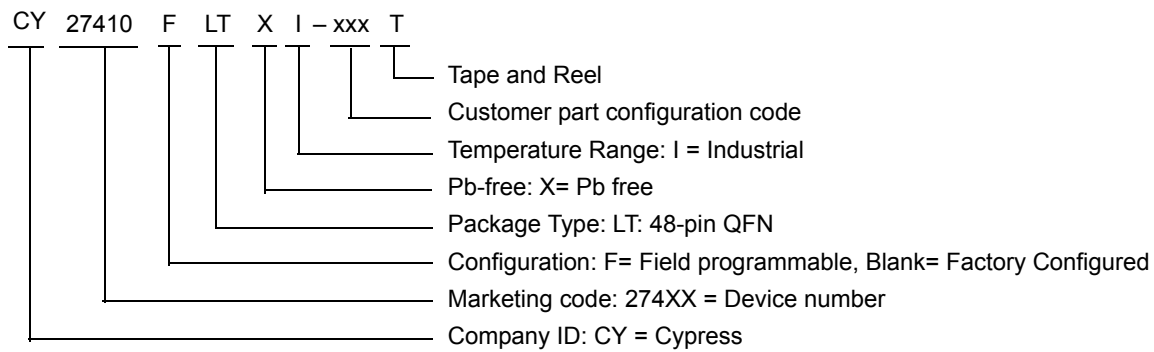 CY 27410 F LT X I – xxx T
Tape and Reel
Customer part configuration code
Temperature Range: I = Industrial
Pb-free: X= Pb free
Package Type: LT: 48-pin QFN
Configuration: F= Field programmable, Blank= Factory Configured
Marketing code: 274XX = Device number
Company ID: CY = Cypress